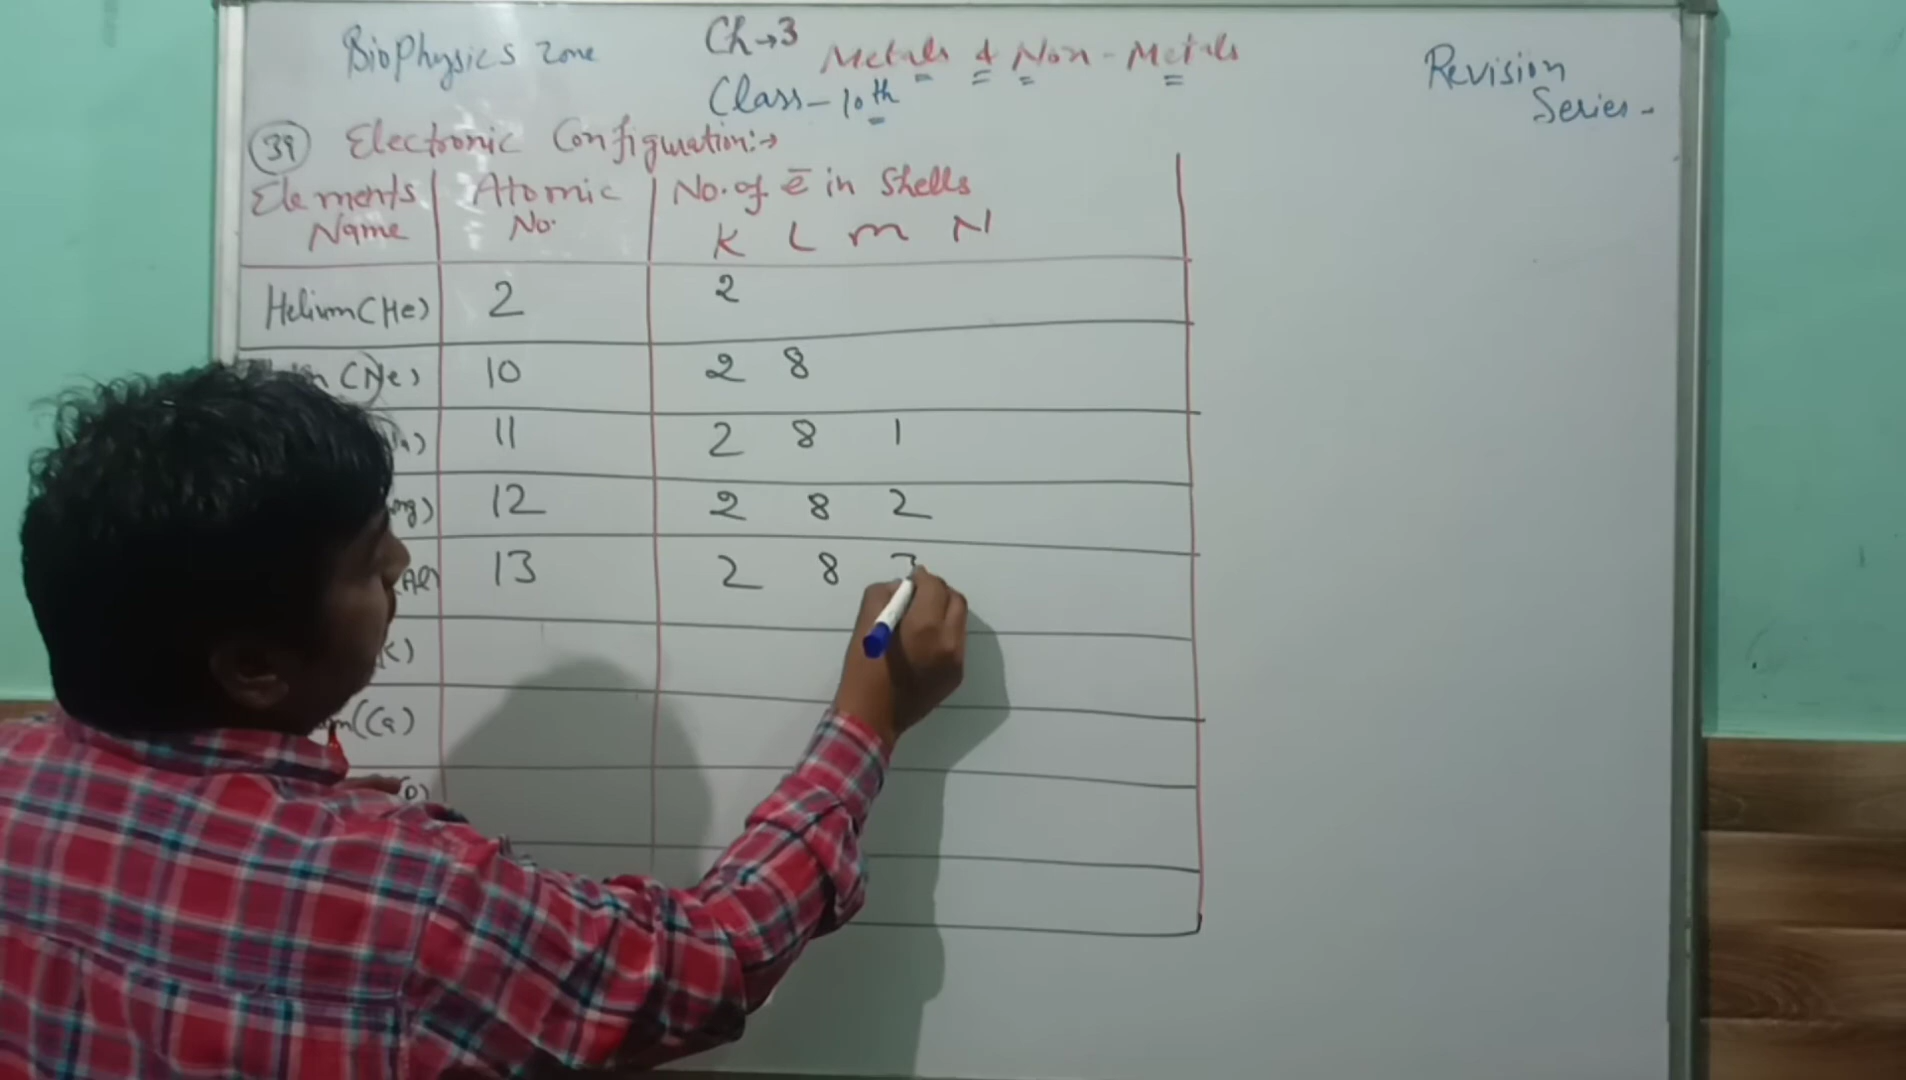 BioPhysics Zone
Ch→3 Metals & Non-Metals
Class-10th
Revision
Series-
(39) Electronic Configuration:→
Elements Name | Atomic No. | No. of e̅ in Shells
K L m N
Helium(He) 2 2
(Ne) 10 2 8
11 2 8 1
12 2 8 2
(Al) 13 2 8
(Ca)